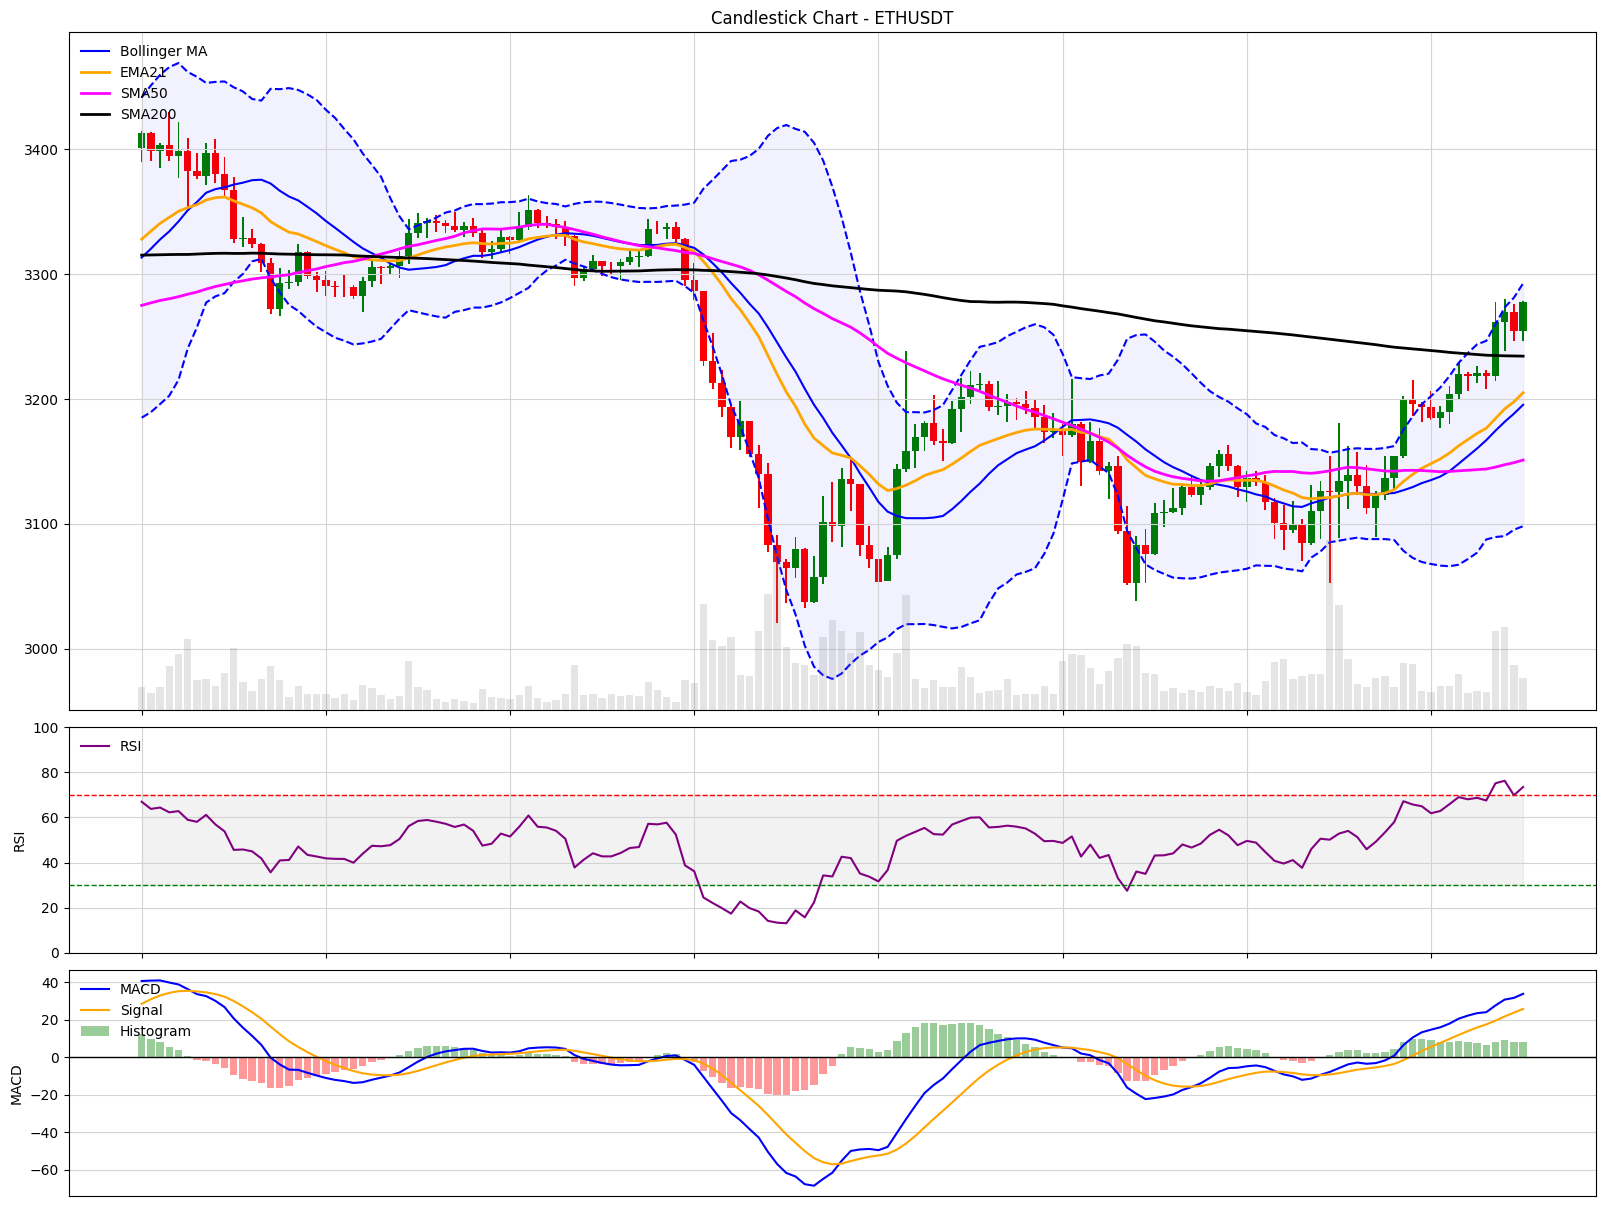 Candlestick Chart - ETHUSDT
Bollinger MA
EMA21
SMA50
SMA200
3400
3300
3200
3100
3000
RSI
100
80
60
40
20
0
RSI
MACD
Signal
Histogram
40
20
0
−20
−40
−60
MACD